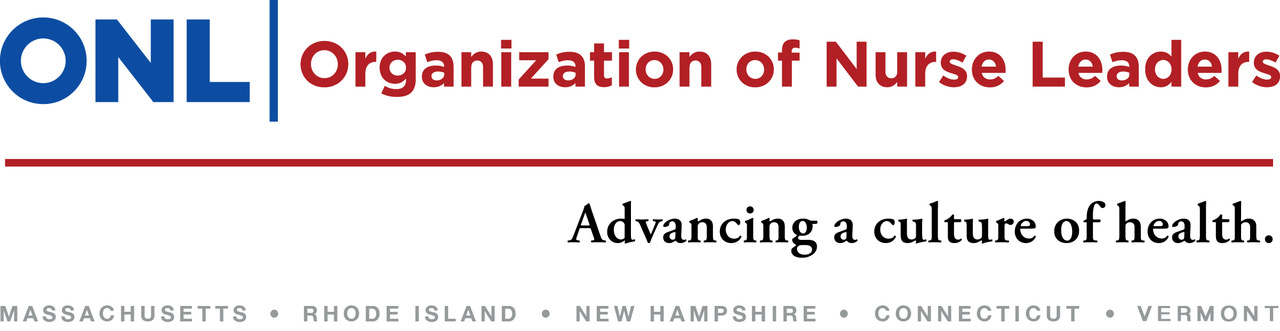 ONL Organization of Nurse Leaders
Advancing a culture of health.
MASSACHUSETTS • RHODE ISLAND • NEW HAMPSHIRE • CONNECTICUT • VERMONT